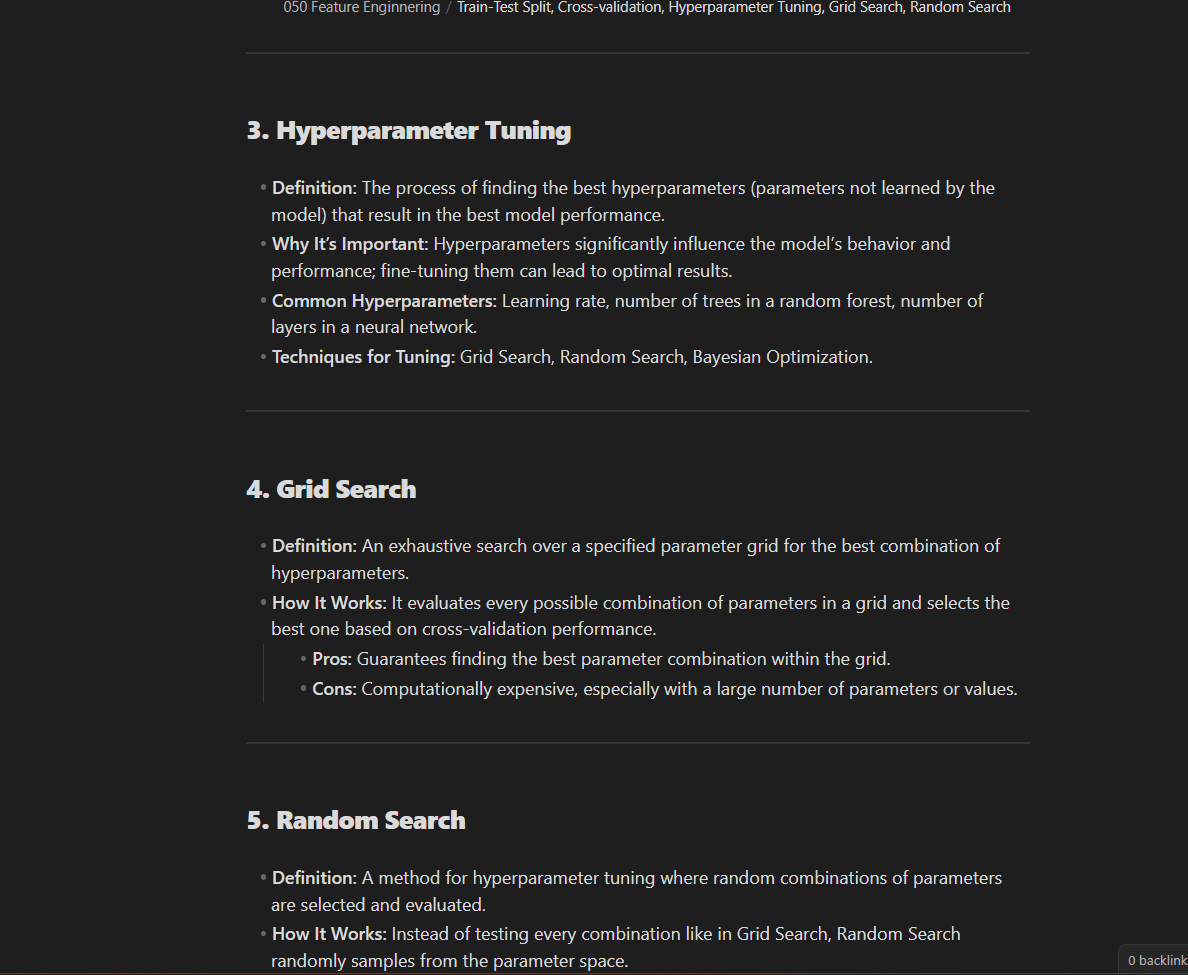 050 Feature Enginnering / Train-Test Split, Cross-validation, Hyperparameter Tuning, Grid Search, Random Search
3. Hyperparameter Tuning
• Definition: The process of finding the best hyperparameters (parameters not learned by the
model) that result in the best model performance.
• Why It’s Important: Hyperparameters significantly influence the model’s behavior and
performance; fine-tuning them can lead to optimal results.
• Common Hyperparameters: Learning rate, number of trees in a random forest, number of
layers in a neural network.
• Techniques for Tuning: Grid Search, Random Search, Bayesian Optimization.
4. Grid Search
• Definition: An exhaustive search over a specified parameter grid for the best combination of
hyperparameters.
• How It Works: It evaluates every possible combination of parameters in a grid and selects the
best one based on cross-validation performance.
• Pros: Guarantees finding the best parameter combination within the grid.
• Cons: Computationally expensive, especially with a large number of parameters or values.
5. Random Search
• Definition: A method for hyperparameter tuning where random combinations of parameters
are selected and evaluated.
• How It Works: Instead of testing every combination like in Grid Search, Random Search
randomly samples from the parameter space.
0 backlink